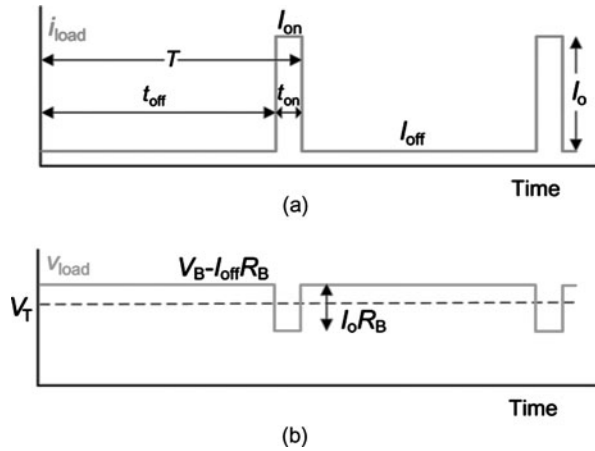 i_load
I_on
T
t_off
t_on
I_o
I_off
Time
(a)
v_load
V_B-I_offR_B
V_T
I_oR_B
Time
(b)